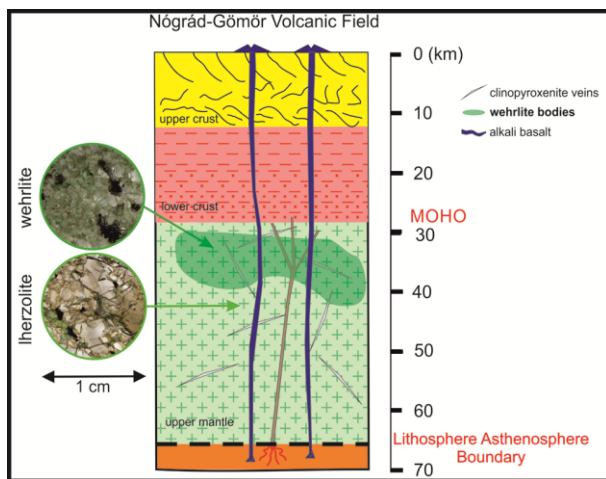 Nógrád-Gömör Volcanic Field
0 (km)
clinopyroxenite veins
wehrlite bodies
alkali basalt
upper crust
10
20
wehrlite
lower crust
MOHO
30
lherzolite
40
1 cm
50
60
upper mantle
Lithosphere Asthenosphere
Boundary
70